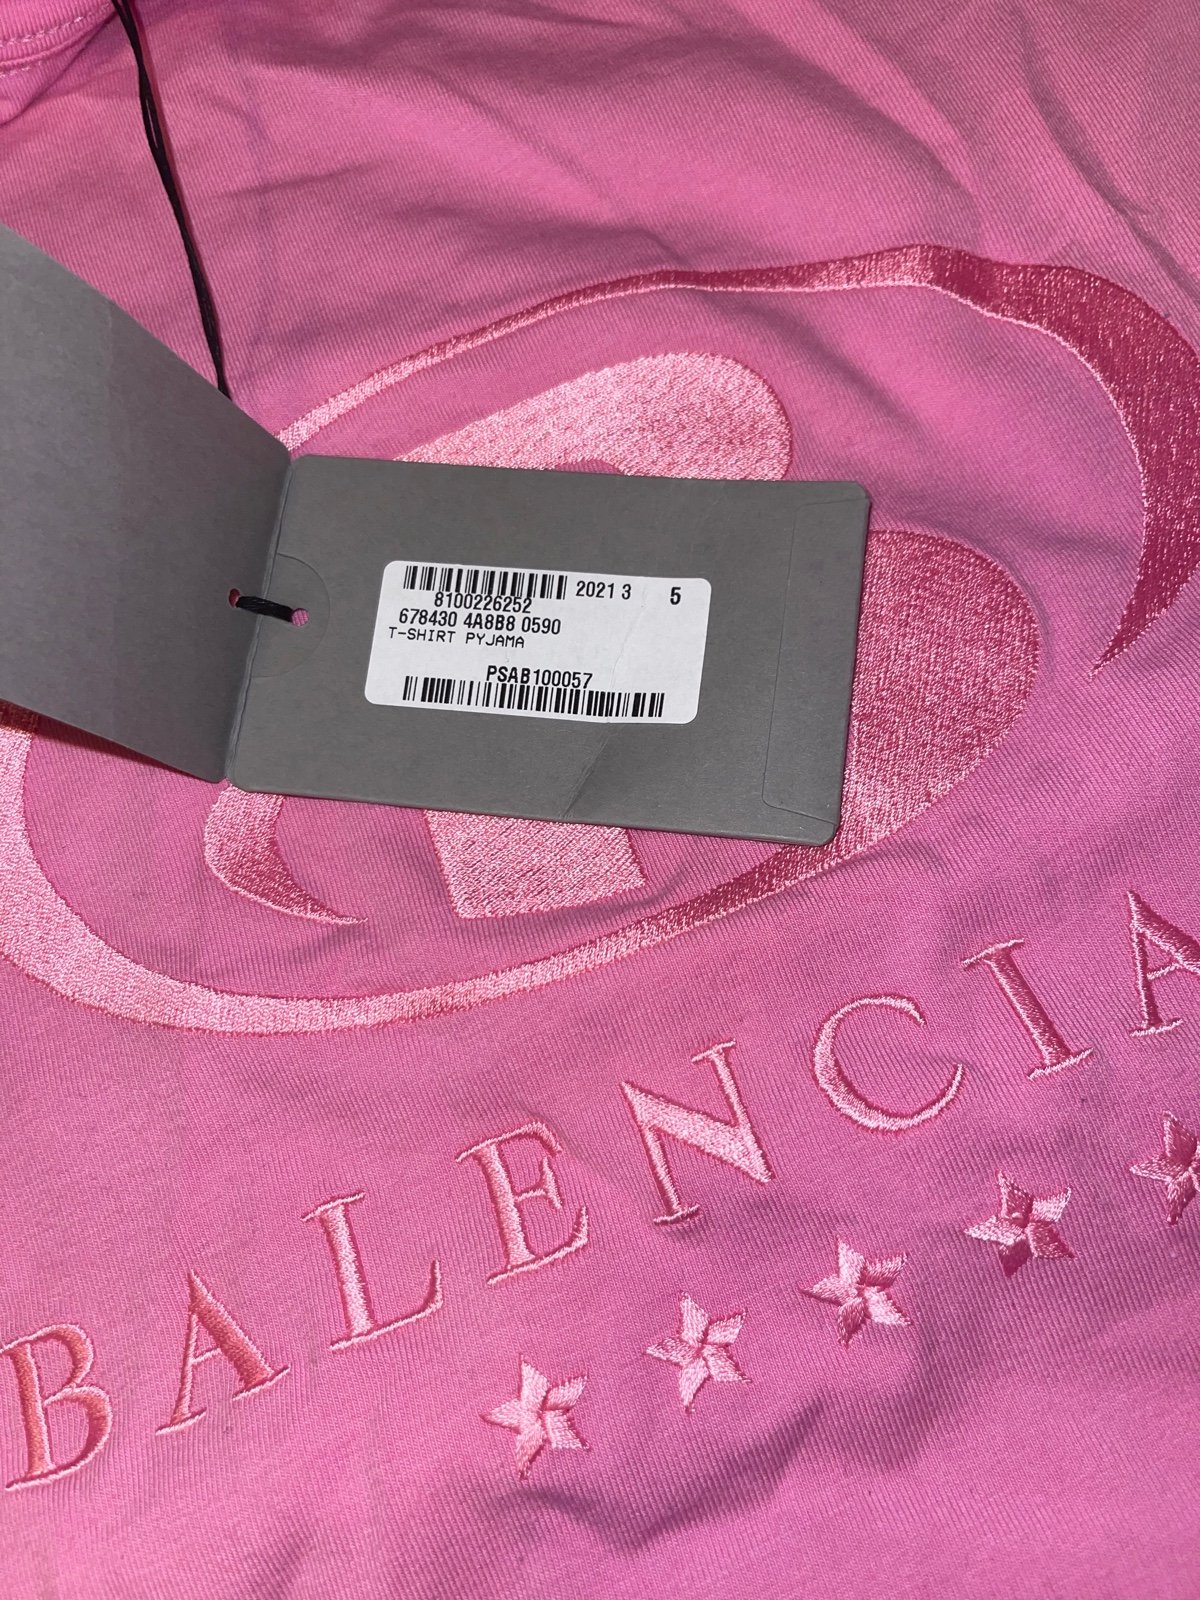 2021 3 5
8100226252
678430 4A8B8 0590
T-SHIRT PYJAMA
PSAB100057
BALENCIA